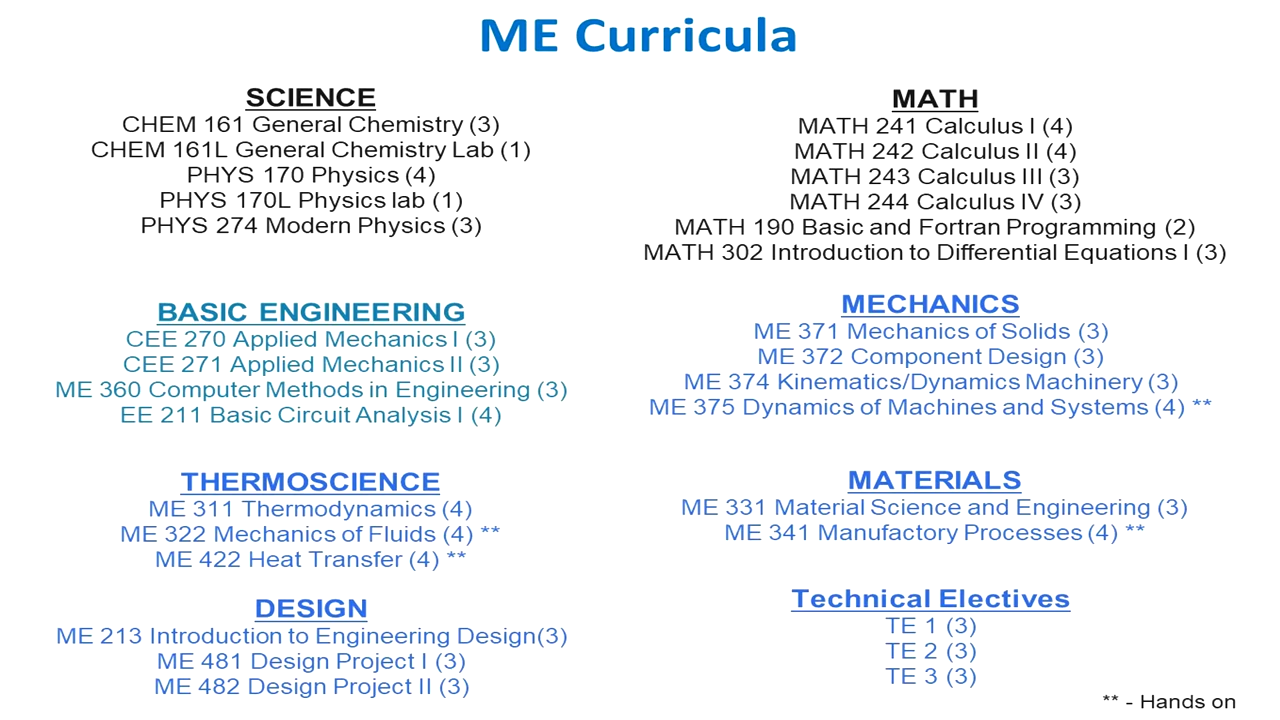 ME Curricula
SCIENCE
CHEM 161 General Chemistry (3)
CHEM 161L General Chemistry Lab (1)
PHYS 170 Physics (4)
PHYS 170L Physics lab (1)
PHYS 274 Modern Physics (3)
MATH
MATH 241 Calculus I (4)
MATH 242 Calculus II (4)
MATH 243 Calculus III (3)
MATH 244 Calculus IV (3)
MATH 190 Basic and Fortran Programming (2)
MATH 302 Introduction to Differential Equations I (3)
BASIC ENGINEERING
CEE 270 Applied Mechanics I (3)
CEE 271 Applied Mechanics II (3)
ME 360 Computer Methods in Engineering (3)
EE 211 Basic Circuit Analysis I (4)
MECHANICS
ME 371 Mechanics of Solids (3)
ME 372 Component Design (3)
ME 374 Kinematics/Dynamics Machinery (3)
ME 375 Dynamics of Machines and Systems (4) **
THERMOSCIENCE
ME 311 Thermodynamics (4)
ME 322 Mechanics of Fluids (4) **
ME 422 Heat Transfer (4) **
MATERIALS
ME 331 Material Science and Engineering (3)
ME 341 Manufactory Processes (4) **
DESIGN
ME 213 Introduction to Engineering Design(3)
ME 481 Design Project I (3)
ME 482 Design Project II (3)
Technical Electives
TE 1 (3)
TE 2 (3)
TE 3 (3)
** - Hands on